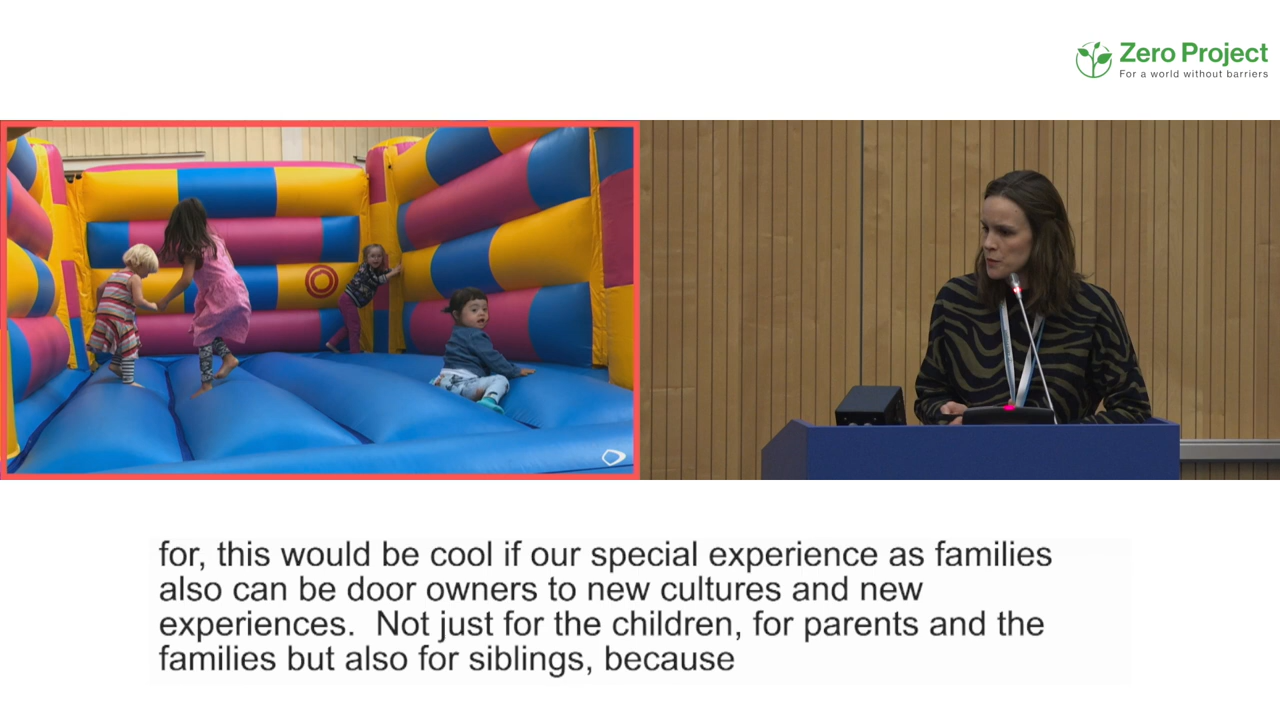 Zero Project
For a world without barriers
for, this would be cool if our special experience as families
also can be door owners to new cultures and new
experiences.  Not just for the children, for parents and the
families but also for siblings, because